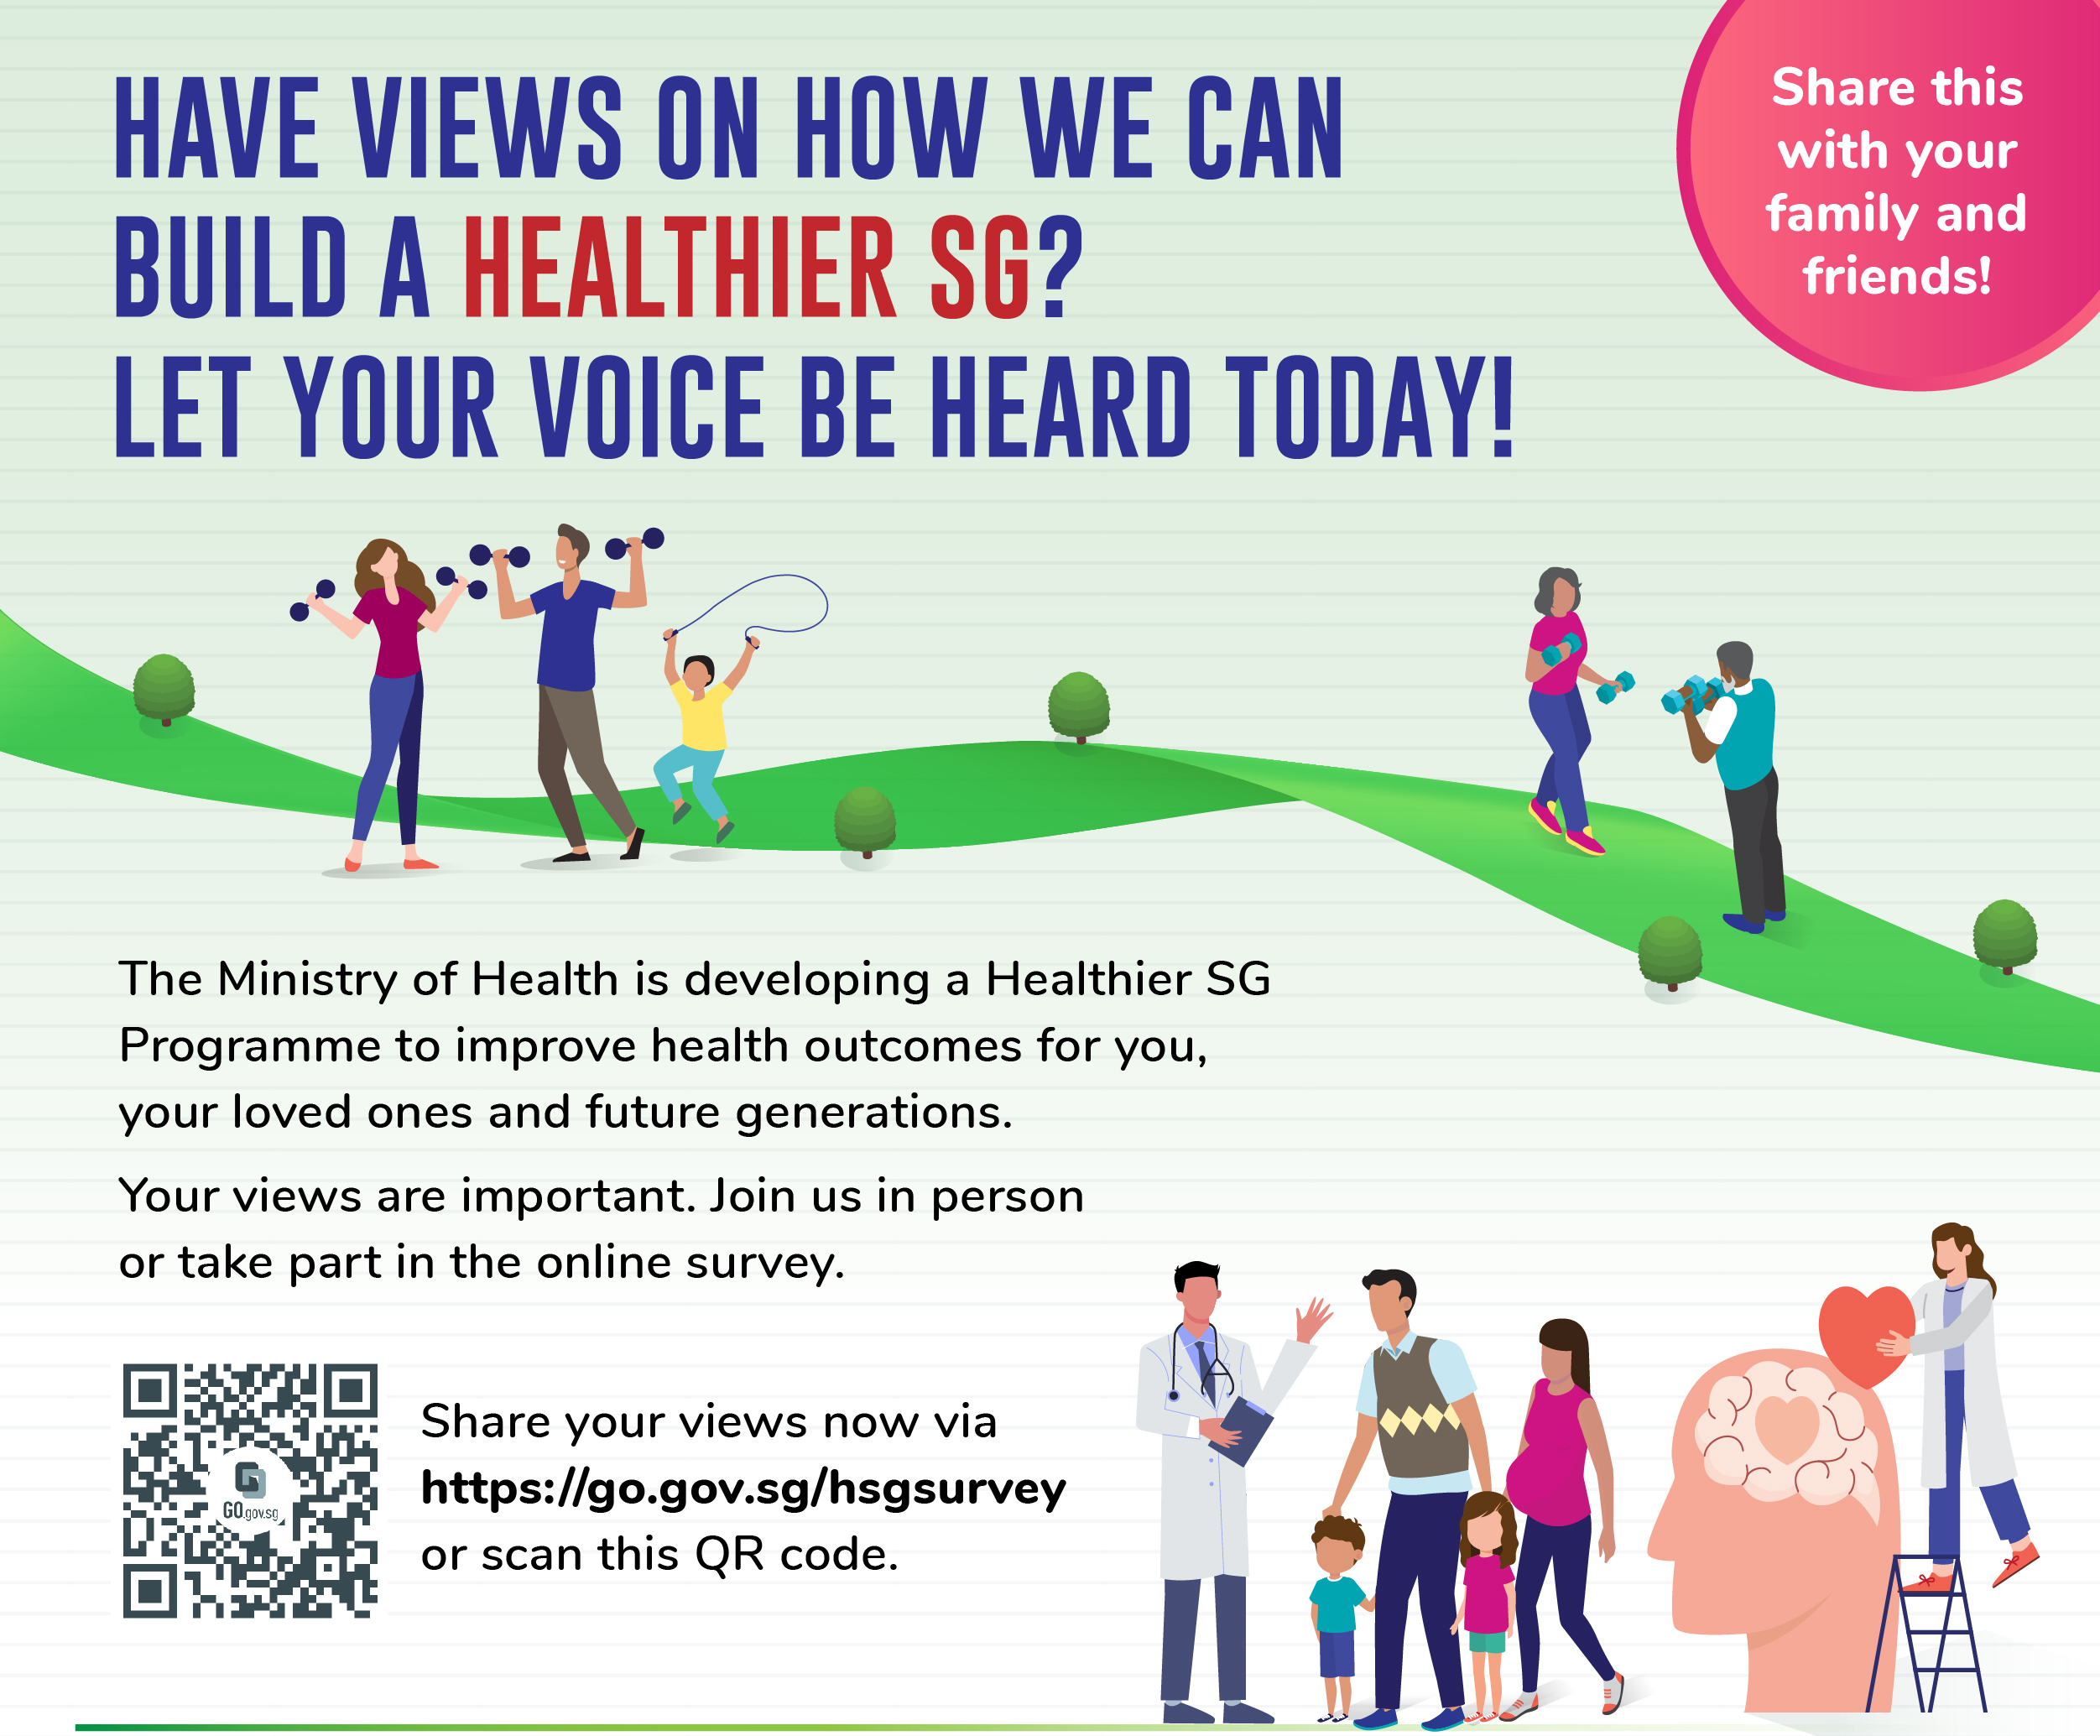 HAVE VIEWS ON HOW WE CAN
BUILD A HEALTHIER SG?
LET YOUR VOICE BE HEARD TODAY!
Share this
with your
family and
friends!
The Ministry of Health is developing a Healthier SG
Programme to improve health outcomes for you,
your loved ones and future generations.
Your views are important. Join us in person
or take part in the online survey.
GO.gov.sg
Share your views now via
https://go.gov.sg/hsgsurvey
or scan this QR code.